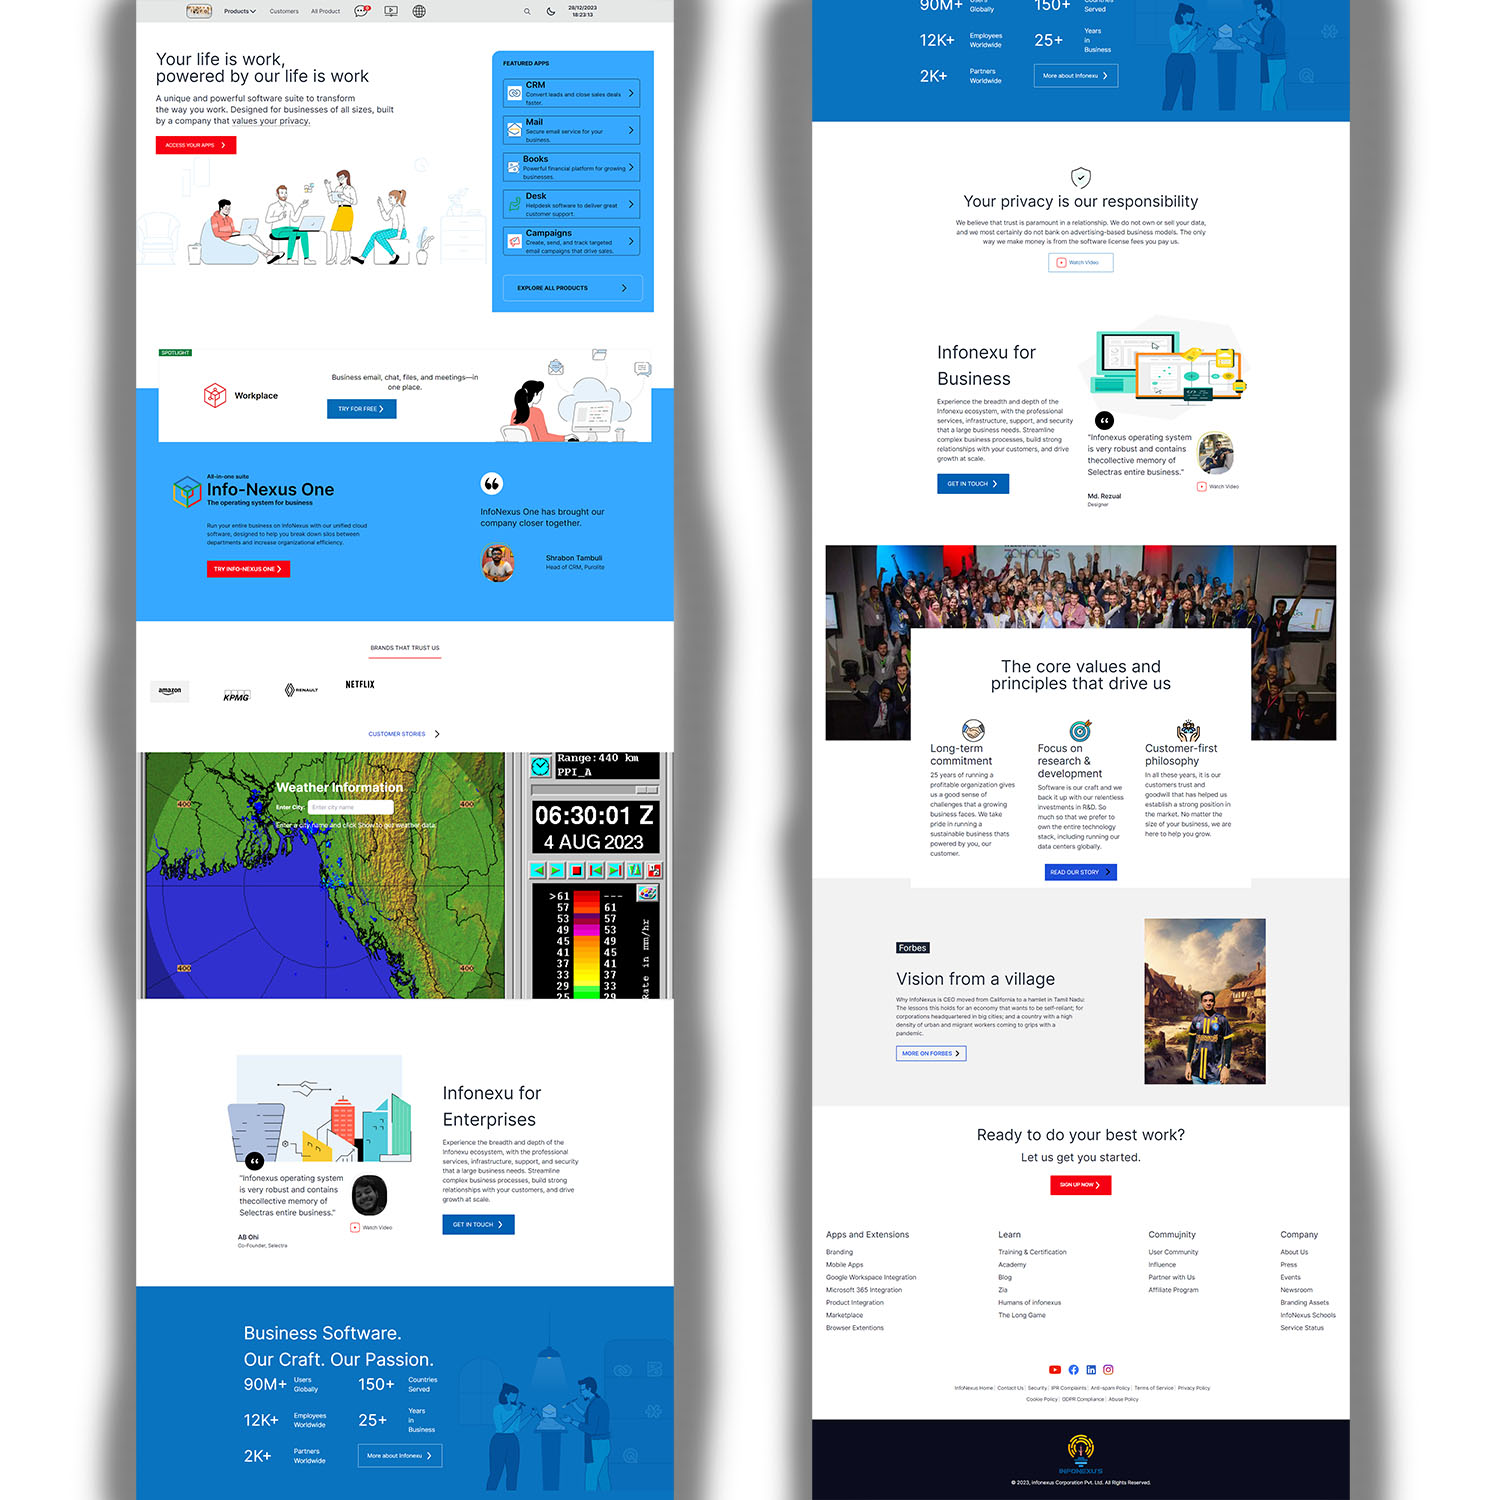 Products
Customers
All Product
28/12/2023
18:23:13
Your life is work,
powered by our life is work
A unique and powerful software suite to transform
the way you work. Designed for businesses of all sizes, built
by a company that values your privacy.
ACCESS YOUR APPS
FEATURED APPS
CRM
Convert leads and close sales deals
faster.
Mail
Secure email service for your
business.
Books
Powerful financial platform for growing
businesses.
Desk
Helpdesk software to deliver great
customer support.
Campaigns
Create, send, and track targeted
email campaigns that drive sales.
EXPLORE ALL PRODUCTS
SPOTLIGHT
Workplace
Business email, chat, files, and meetings—in
one place.
TRY FOR FREE
All-in-one suite
Info-Nexus One
The operating system for business
Run your entire business on InfoNexus with our unified cloud
software, designed to help you break down silos between
departments and increase organizational efficiency.
TRY INFO-NEXUS ONE
InfoNexus One has brought our
company closer together.
Shrabon Tambuli
Head of CRM, Purolite
BRANDS THAT TRUST US
amazon
KPMG
RENAULT
NETFLIX
CUSTOMER STORIES
Weather Information
Enter City:
Enter city name
Enter a city name and click Show to get weather data.
400
400
400
400
Range:440 km
PPI_A
06:30:01 Z
4 AUG 2023
>61 ---
57 61
53 57
49 53
45 49
41 45
37 41
33 37
29 33
25 29
Rate in mm/hr
Infonexu for
Enterprises
Experience the breadth and depth of the
Infonexu ecosystem, with the professional
services, infrastructure, support, and security
that a large business needs. Streamline
complex business processes, build strong
relationships with your customers, and drive
growth at scale.
GET IN TOUCH
"Infonexus operating system
is very robust and contains
thecollective memory of
Selectras entire business."
Watch Video
AB Ohi
Co-Founder, Selectra
Business Software.
Our Craft. Our Passion.
90M+
Users
Globally
150+
Countries
Served
12K+
Employees
Worldwide
25+
Years
in
Business
2K+
Partners
Worldwide
More about Infonexu
90M+
Users
Globally
150+
Countries
Served
12K+
Employees
Worldwide
25+
Years
in
Business
2K+
Partners
Worldwide
More about Infonexu
Your privacy is our responsibility
We believe that trust is paramount in a relationship. We do not own or sell your data,
and we most certainly do not bank on advertising-based business models. The only
way we make money is from the software license fees you pay us.
Watch Video
Infonexu for
Business
Experience the breadth and depth of the
Infonexu ecosystem, with the professional
services, infrastructure, support, and security
that a large business needs. Streamline
complex business processes, build strong
relationships with your customers, and drive
growth at scale.
GET IN TOUCH
"Infonexus operating system
is very robust and contains
thecollective memory of
Selectras entire business."
Watch Video
Md. Rezual
Designer
ZOHOLICS
The core values and
principles that drive us
Long-term
commitment
25 years of running a
profitable organization gives
us a good sense of
challenges that a growing
business faces. We take
pride in running a
sustainable business thats
powered by you, our
customer.
Focus on
research &
development
Software is our craft and we
back it up with our relentless
investments in R&D. So
much so that we prefer to
own the entire technology
stack, including running our
data centers globally.
Customer-first
philosophy
In all these years, it is our
customers trust and
goodwill that has helped us
establish a strong position in
the market. No matter the
size of your business, we are
here to help you grow.
READ OUR STORY
Forbes
Vision from a village
Why InfoNexus is CEO moved from California to a hamlet in Tamil Nadu:
The lessons this holds for an economy that wants to be self-reliant; for
corporations headquartered in big cities; and a country with a high
density of urban and migrant workers coming to grips with a
pandemic.
MORE ON FORBES
Ready to do your best work?
Let us get you started.
SIGN UP NOW
Apps and Extensions
Branding
Mobile Apps
Google Workspace Integration
Microsoft 365 Integration
Product Integration
Marketplace
Browser Extentions
Learn
Training & Certification
Academy
Blog
Zia
Humans of infonexus
The Long Game
Commujnity
User Community
Influence
Partner with Us
Affiliate Program
Company
About Us
Press
Events
Newsroom
Branding Assets
InfoNexus Schools
Service Status
InfoNexus Home | Contact Us | Security | IPR Complaints | Anti-spam Policy | Terms of Service | Privacy Policy
Cookie Policy | GDPR Compliance | Abuse Policy
INFONEXU'S
© 2023, infonexus Corporation Pvt. Ltd. All Rights Reserved.